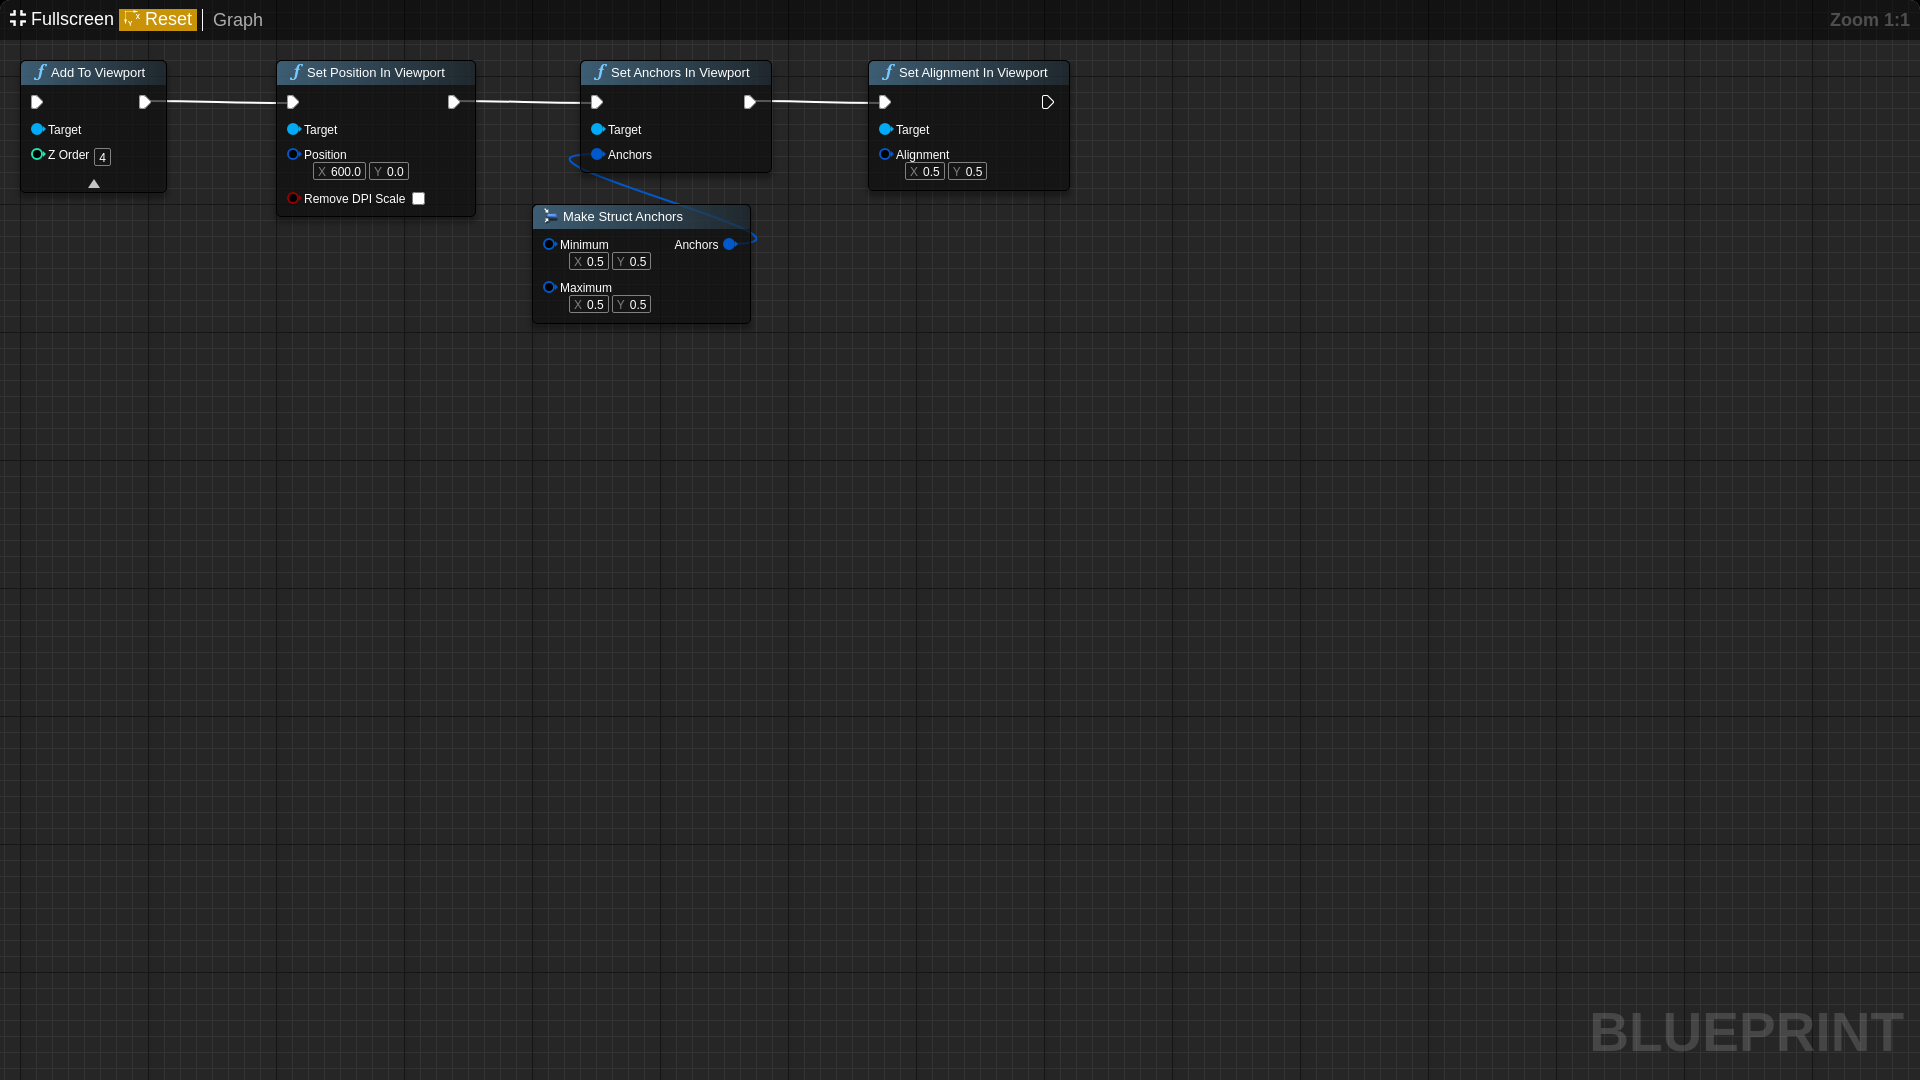 Fullscreen Reset Graph Zoom 1:1
Add To Viewport
Target
Z Order 4
Set Position In Viewport
Target
Position
X 600.0 Y 0.0
Remove DPI Scale
Set Anchors In Viewport
Target
Anchors
Set Alignment In Viewport
Target
Alignment
X 0.5 Y 0.5
Make Struct Anchors
Minimum Anchors
X 0.5 Y 0.5
Maximum
X 0.5 Y 0.5
BLUEPRINT